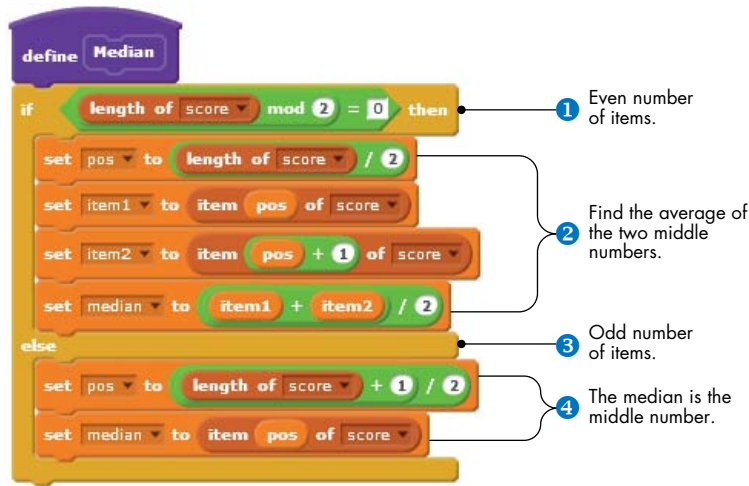 define Median
if length of score mod 2 = 0 then
1 Even number
of items.
set pos to length of score / 2
set item1 to item pos of score
set item2 to item pos + 1 of score
set median to item1 + item2 / 2
2 Find the average of
the two middle
numbers.
else
3 Odd number
of items.
set pos to length of score + 1 / 2
set median to item pos of score
4 The median is the
middle number.